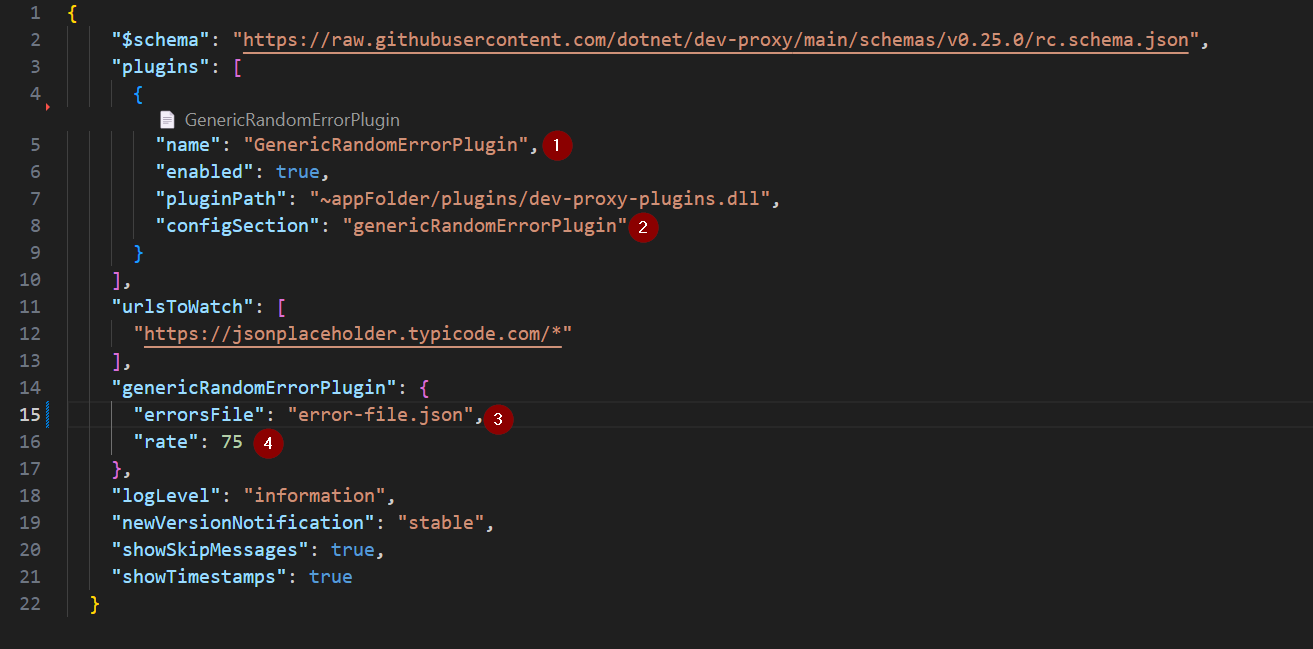 1 {
2 "$schema": "https://raw.githubusercontent.com/dotnet/dev-proxy/main/schemas/v0.25.0/rc.schema.json",
3 "plugins": [
4 {
GenericRandomErrorPlugin
5 "name": "GenericRandomErrorPlugin", 1
6 "enabled": true,
7 "pluginPath": "~appFolder/plugins/dev-proxy-plugins.dll",
8 "configSection": "genericRandomErrorPlugin" 2
9 }
10 ],
11 "urlsToWatch": [
12 "https://jsonplaceholder.typicode.com/*"
13 ],
14 "genericRandomErrorPlugin": {
15 "errorsFile": "error-file.json", 3
16 "rate": 75 4
17 },
18 "logLevel": "information",
19 "newVersionNotification": "stable",
20 "showSkipMessages": true,
21 "showTimestamps": true
22 }